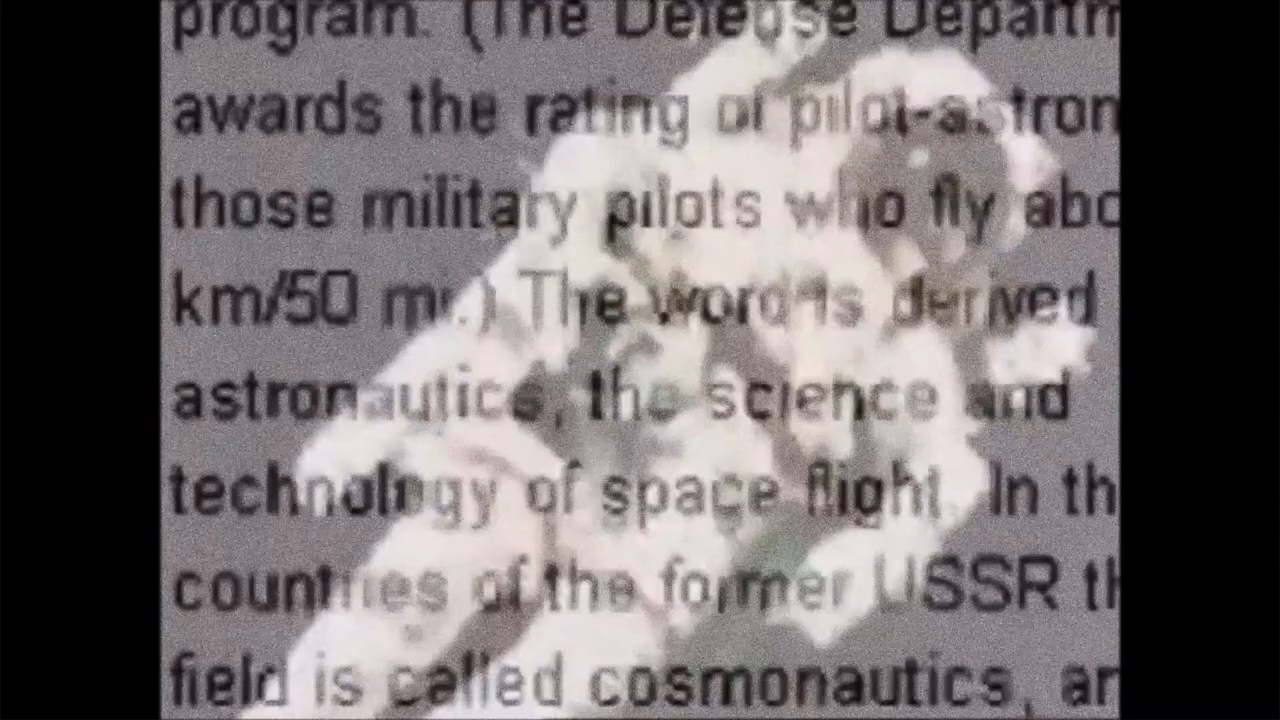 program. (The Defense Departm
awards the rating of pilot-astron
those military pilots who fly abo
km/50 mi.) The word is derived
astronautics, the science and
technology of space flight. In th
countries of the former USSR th
field is called cosmonautics, an